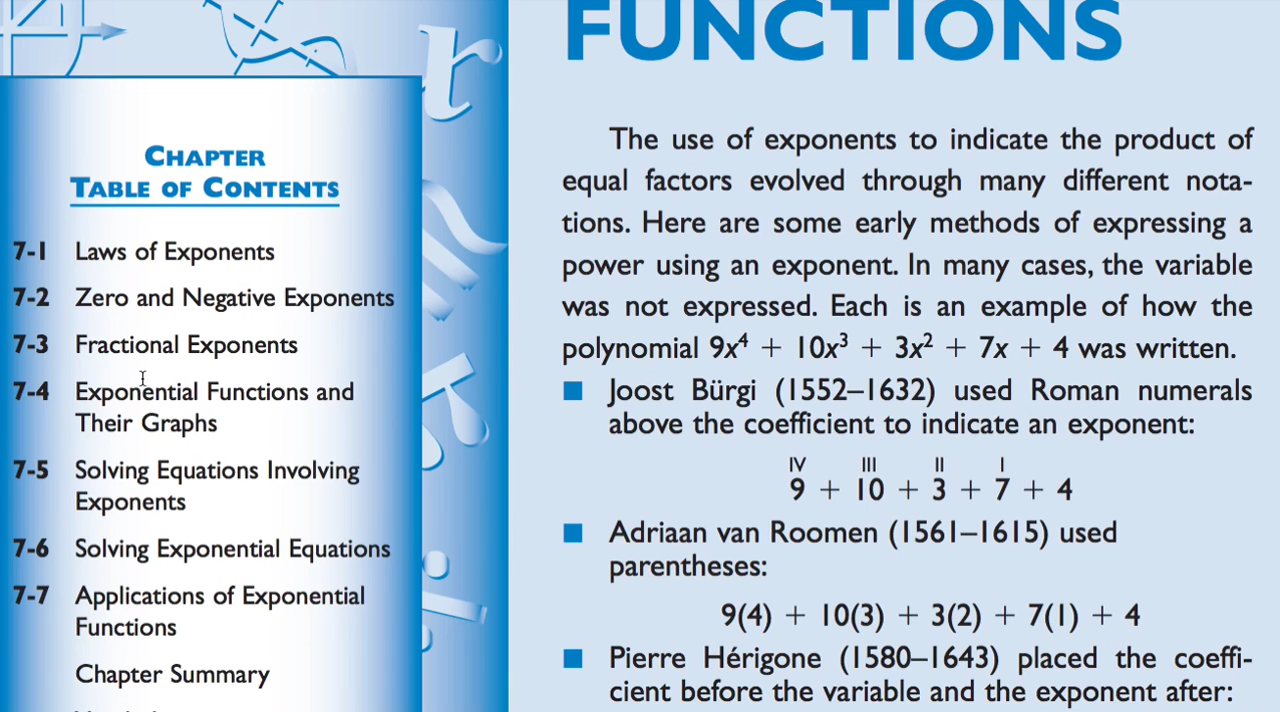 FUNCTIONS
CHAPTER
TABLE OF CONTENTS
7-1 Laws of Exponents
7-2 Zero and Negative Exponents
7-3 Fractional Exponents
7-4 Exponential Functions and
Their Graphs
7-5 Solving Equations Involving
Exponents
7-6 Solving Exponential Equations
7-7 Applications of Exponential
Functions
Chapter Summary
The use of exponents to indicate the product of
equal factors evolved through many different nota-
tions. Here are some early methods of expressing a
power using an exponent. In many cases, the variable
was not expressed. Each is an example of how the
polynomial 9x⁴ + 10x³ + 3x² + 7x + 4 was written.
■ Joost Bürgi (1552–1632) used Roman numerals
above the coefficient to indicate an exponent:
IV III II I
9 + 10 + 3 + 7 + 4
■ Adriaan van Roomen (1561–1615) used
parentheses:
9(4) + 10(3) + 3(2) + 7(1) + 4
■ Pierre Hérigone (1580–1643) placed the coeffi-
cient before the variable and the exponent after: